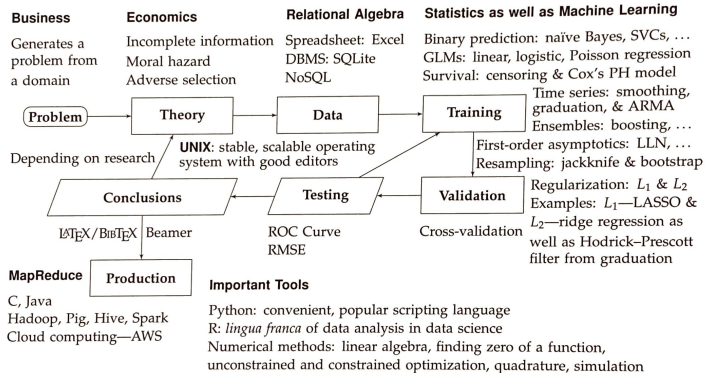 Business
Generates a
problem from
a domain
Economics
Incomplete information
Moral hazard
Adverse selection
Relational Algebra
Spreadsheet: Excel
DBMS: SQLite
NoSQL
Statistics as well as Machine Learning
Binary prediction: naïve Bayes, SVCs, …
GLMs: linear, logistic, Poisson regression
Survival: censoring & Cox's PH model
Time series: smoothing,
graduation, & ARMA
Ensembles: boosting, …
Problem
Theory
Data
Training
Depending on research
UNIX: stable, scalable operating
system with good editors
First-order asymptotics: LLN, …
Resampling: jackknife & bootstrap
Conclusions
Testing
Validation
Regularization: L₁ & L₂
Examples: L₁—LASSO &
L₂—ridge regression as
well as Hodrick–Prescott
filter from graduation
LATEX/BIBTEX
Beamer
ROC Curve
RMSE
Cross-validation
Production
MapReduce
C, Java
Hadoop, Pig, Hive, Spark
Cloud computing—AWS
Important Tools
Python: convenient, popular scripting language
R: lingua franca of data analysis in data science
Numerical methods: linear algebra, finding zero of a function,
unconstrained and constrained optimization, quadrature, simulation